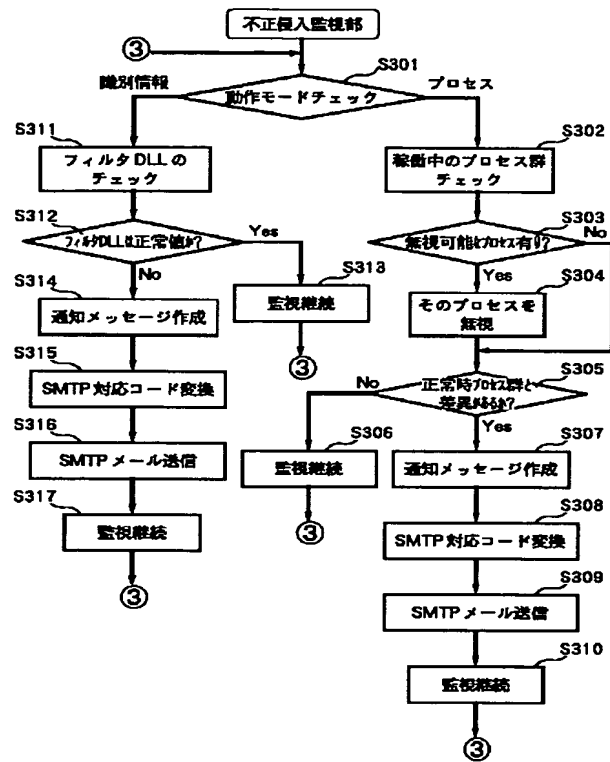 不正侵入監視部
③
S301
動作モードチェック
識別情報
プロセス
S311
フィルタDLLの
チェック
S302
稼働中のプロセス群
チェック
S312
フィルタDLLは正常値か?
Yes
No
S303
無視可能なプロセス有り?
No
Yes
S313
監視継続
③
S304
そのプロセスを
無視
S314
通知メッセージ作成
S305
正常時プロセス群と
差異があるか?
No
Yes
S315
SMTP対応コード変換
S306
監視継続
③
S307
通知メッセージ作成
S316
SMTPメール送信
S308
SMTP対応コード変換
S317
監視継続
③
S309
SMTPメール送信
S310
監視継続
③